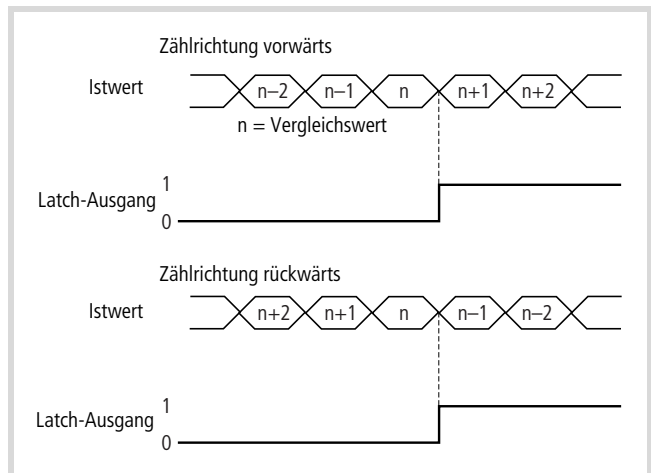 Zählrichtung vorwärts
Istwert n–2 n–1 n n+1 n+2
n = Vergleichswert
1
Latch-Ausgang
0
Zählrichtung rückwärts
Istwert n+2 n+1 n n–1 n–2
1
Latch-Ausgang
0